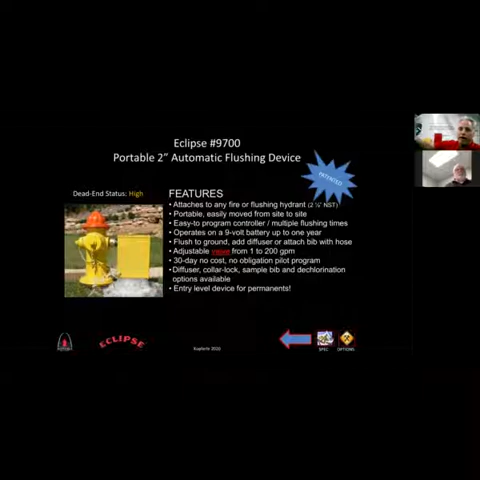 Eclipse #9700
Portable 2" Automatic Flushing Device
PATENTED
Dead-End Status: High
FEATURES
• Attaches to any fire or flushing hydrant (2 ½" NST)
• Portable, easily moved from site to site
• Easy-to program controller / multiple flushing times
• Operates on a 9-volt battery up to one year
• Flush to ground, add diffuser or attach bib with hose
• Adjustable from 1 to 200 gpm
• 30-day no cost, no obligation pilot program
• Diffuser, collar-lock, sample bib and dechlorination
options available
• Entry level device for permanents!
ECLIPSE
SPEC
OPTIONS